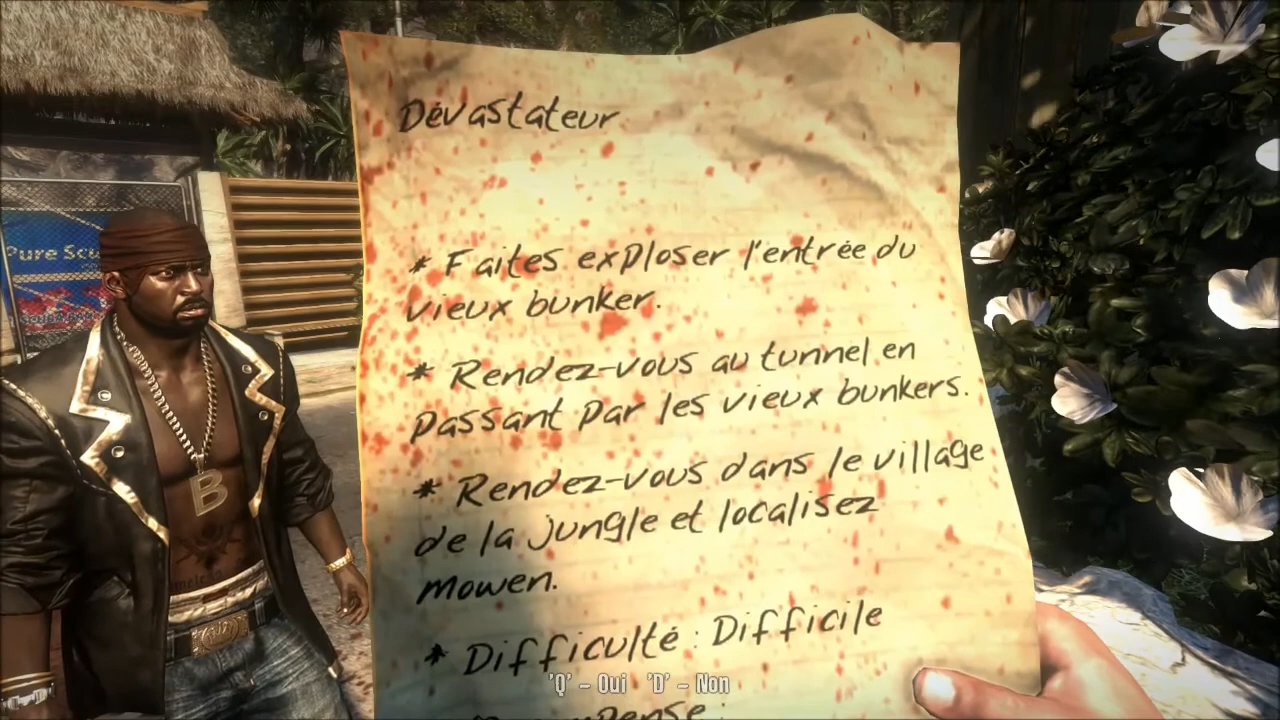 Dévastateur
* Faites exploser l'entrée du
vieux bunker.
* Rendez-vous au tunnel en
passant par les vieux bunkers.
* Rendez-vous dans le village
de la jungle et localisez
mowen.
* Difficulté : Difficile
'Q' - Oui 'D' - Non
Pure Scu
B